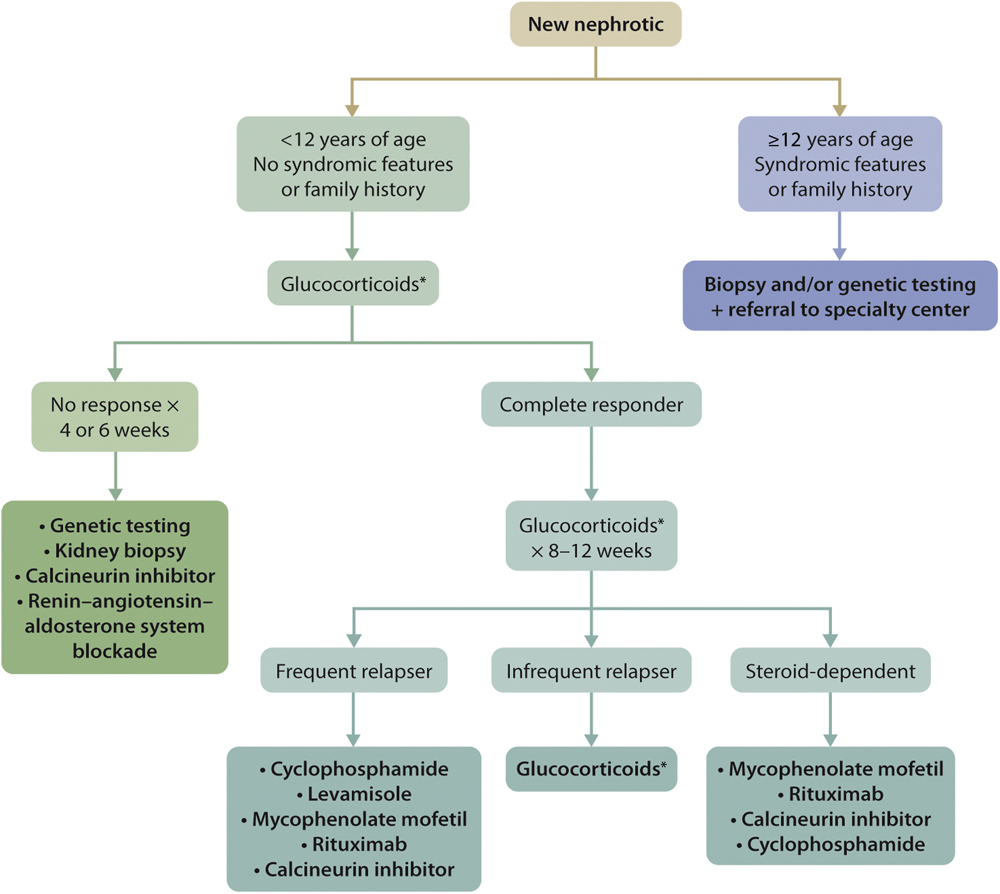 New nephrotic
<12 years of age
No syndromic features
or family history
≥12 years of age
Syndromic features
or family history
Glucocorticoids*
Biopsy and/or genetic testing
+ referral to specialty center
No response ×
4 or 6 weeks
Complete responder
• Genetic testing
• Kidney biopsy
• Calcineurin inhibitor
• Renin–angiotensin–
aldosterone system
blockade
Glucocorticoids*
× 8–12 weeks
Frequent relapser
Infrequent relapser
Steroid-dependent
• Cyclophosphamide
• Levamisole
• Mycophenolate mofetil
• Rituximab
• Calcineurin inhibitor
Glucocorticoids*
• Mycophenolate mofetil
• Rituximab
• Calcineurin inhibitor
• Cyclophosphamide